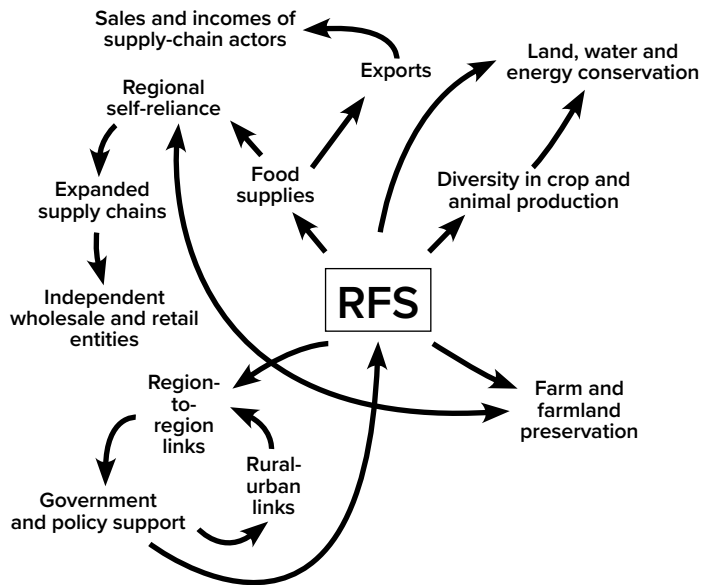 Sales and incomes of
supply-chain actors
Exports
Land, water and
energy conservation
Regional
self-reliance
Food
supplies
Diversity in crop and
animal production
Expanded
supply chains
Independent
wholesale and retail
entities
RFS
Region-
to-
region
links
Farm and
farmland
preservation
Rural-
urban
links
Government
and policy support